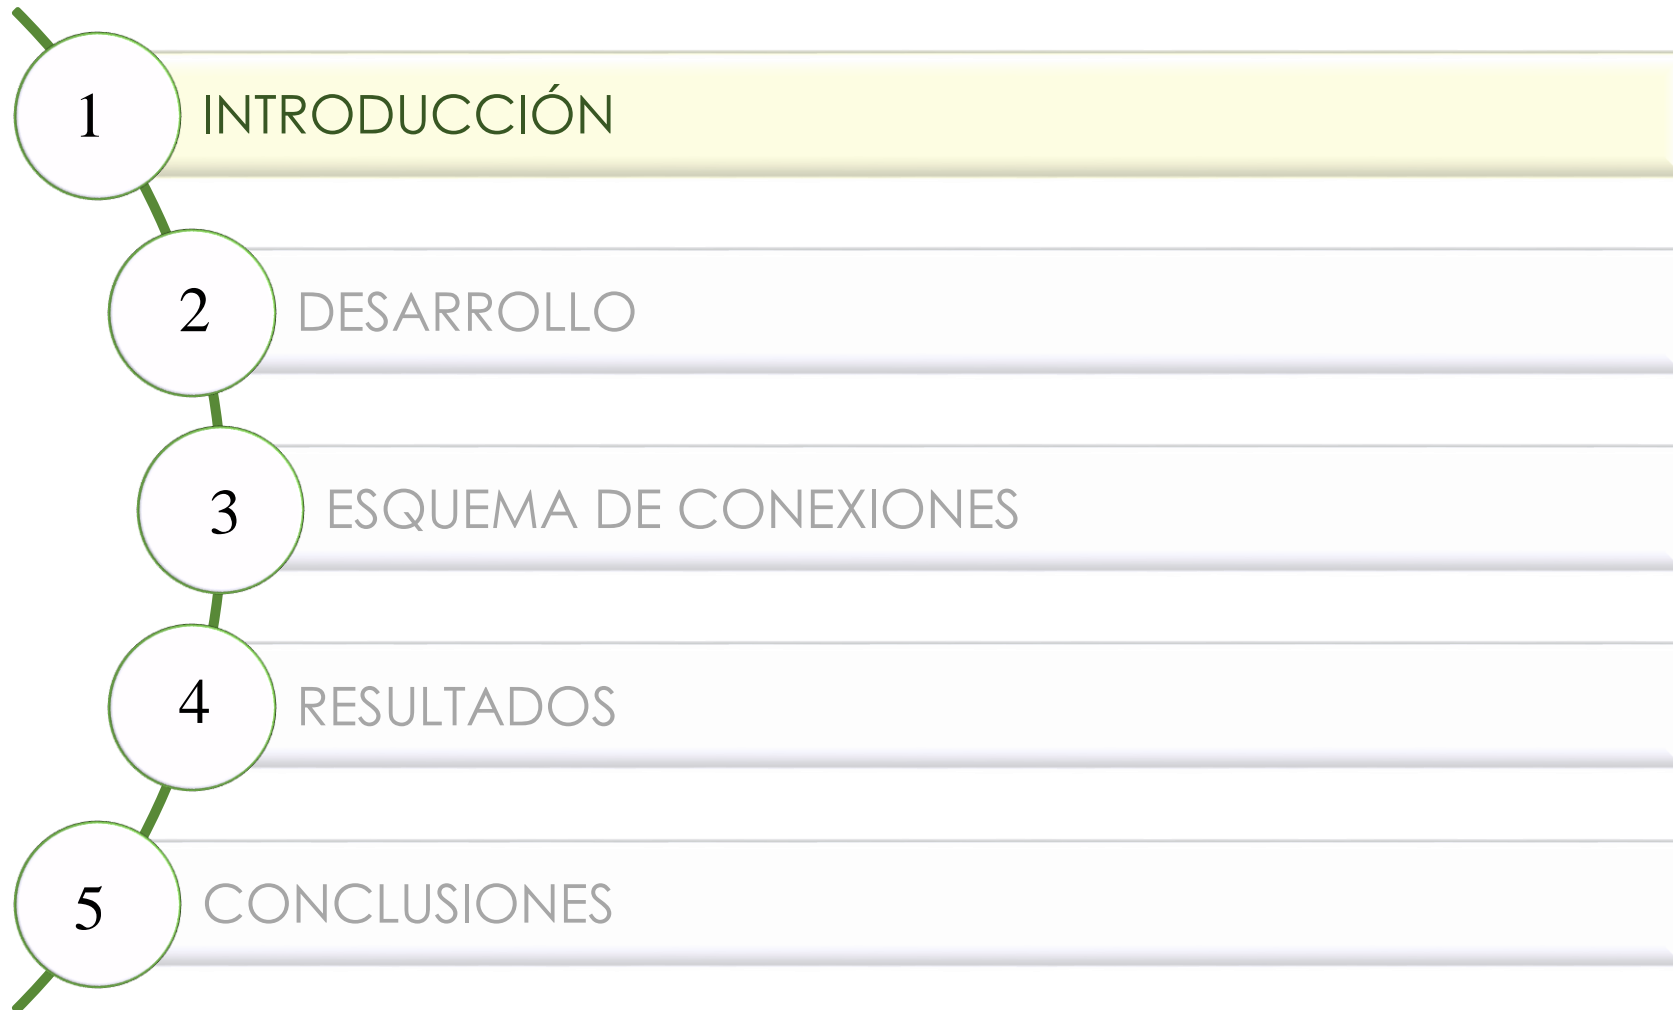 1 INTRODUCCIÓN
2 DESARROLLO
3 ESQUEMA DE CONEXIONES
4 RESULTADOS
5 CONCLUSIONES